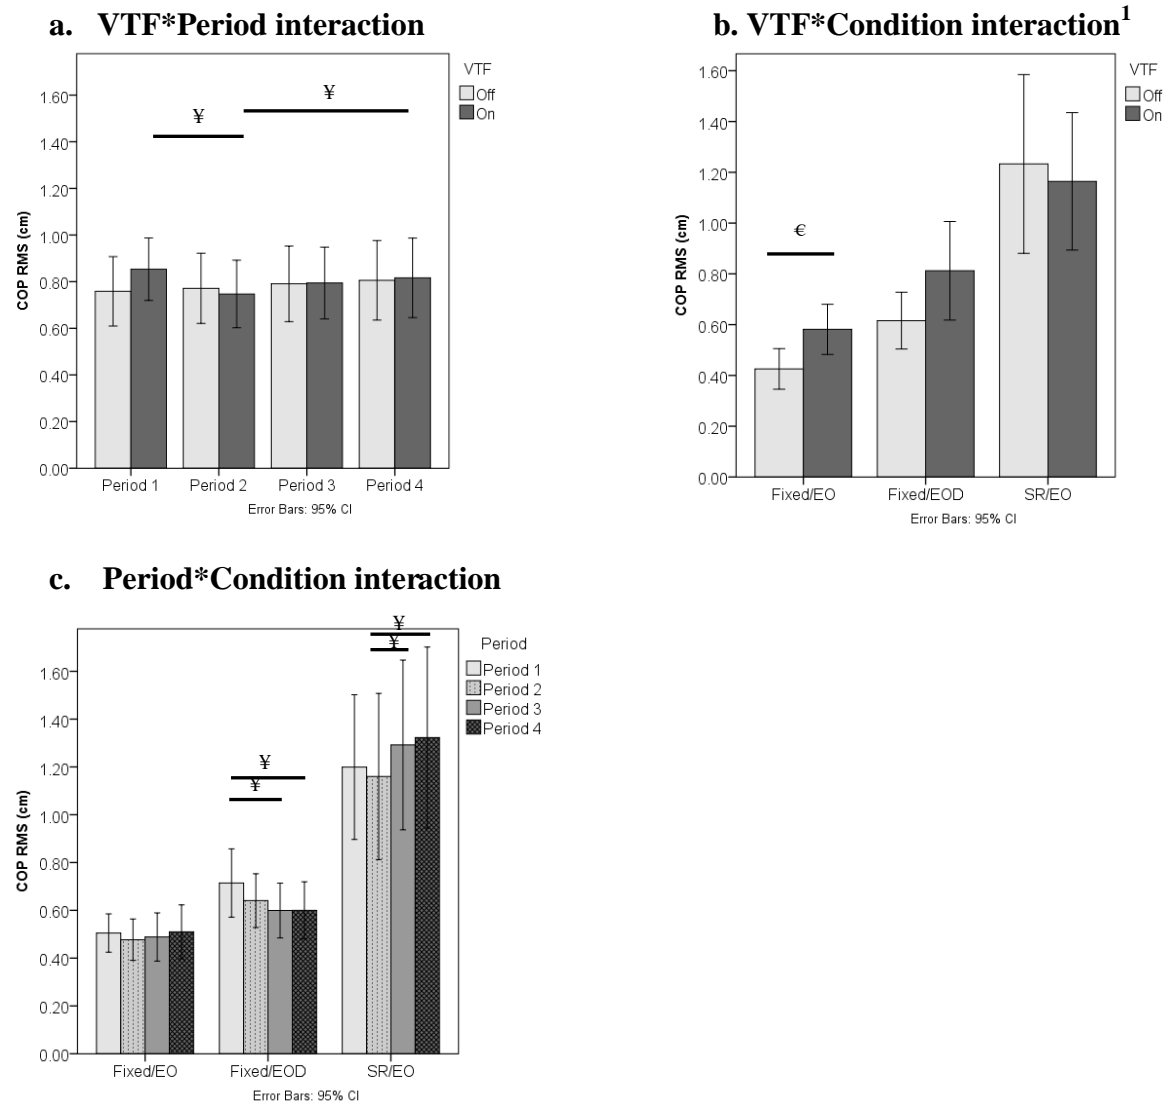 a. VTF*Period interaction
VTF
Off
On
¥
¥
1.60
1.40
1.20
1.00
0.80
0.60
0.40
0.20
0.00
COP RMS (cm)
Period 1 Period 2 Period 3 Period 4
Error Bars: 95% CI
b. VTF*Condition interaction¹
VTF
Off
On
€
1.60
1.40
1.20
1.00
0.80
0.60
0.40
0.20
0.00
COP RMS (cm)
Fixed/EO Fixed/EOD SR/EO
Error Bars: 95% CI
c. Period*Condition interaction
Period
Period 1
Period 2
Period 3
Period 4
¥
¥
¥
¥
1.60
1.40
1.20
1.00
0.80
0.60
0.40
0.20
0.00
COP RMS (cm)
Fixed/EO Fixed/EOD SR/EO
Error Bars: 95% CI